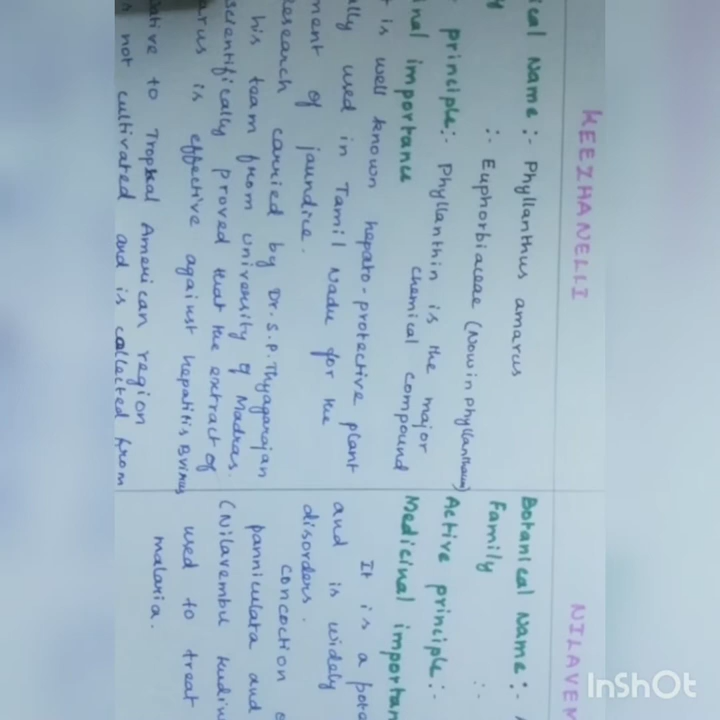 KEEZHANELLI
ical Name :- Phyllanthus amarus
y :- Euphorbiaceae (Now in phyllanthaceae)
principle :- Phyllanthin is the major
chemical compound
inal importance
t is well known hepato-protective plant
ally used in Tamil Nadu for the
ment of jaundice.
research carried by Dr. S.P. Thyagarajan
his team from university of Madras.
scientifically proved that the extract of
arus is effective against hepatitis B virus
ative to Tropical American region
s not cultivated and is collected from
NILAVEM
Botanical Name :-
Family :-
Active principle :-
Medicinal importan
It is a pote
and is widely
disorders.
concoction o
panniculata and
(Nilavembu kudin
used to treat
malaria.
InShOt